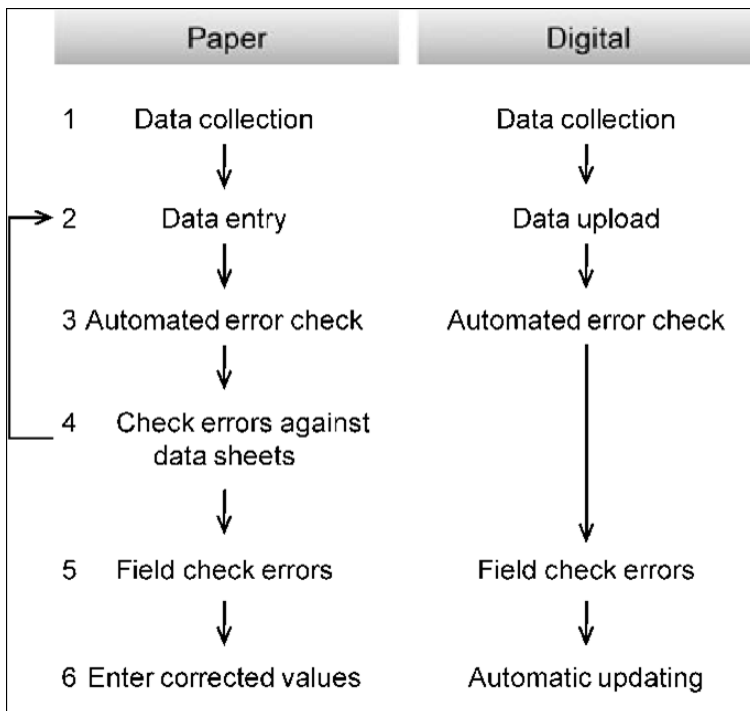 Paper Digital
1 Data collection Data collection
2 Data entry Data upload
3 Automated error check Automated error check
4 Check errors against
data sheets
5 Field check errors Field check errors
6 Enter corrected values Automatic updating